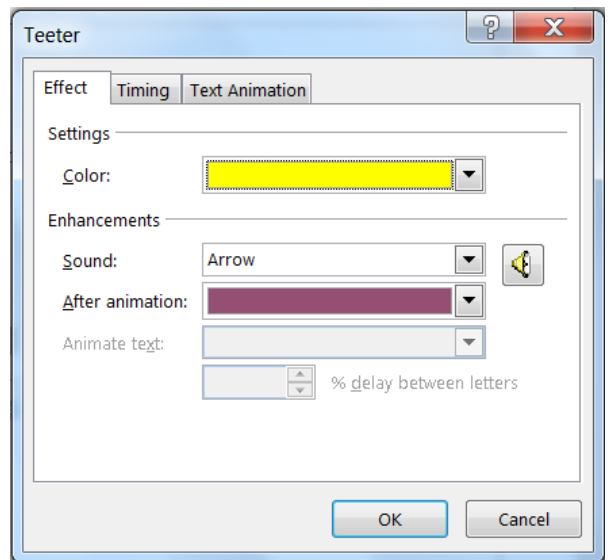 Teeter
Effect Timing Text Animation
Settings
Color:
Enhancements
Sound: Arrow
After animation:
Animate text:
% delay between letters
OK Cancel